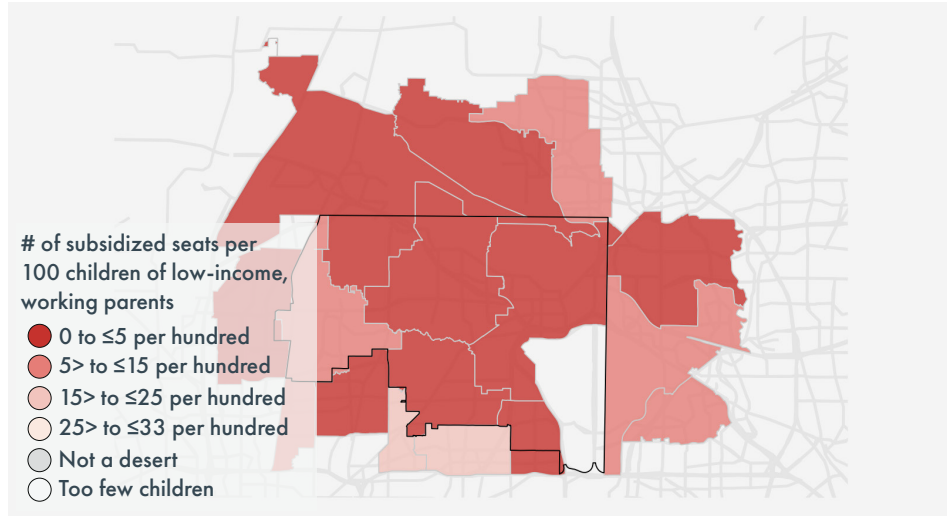 # of subsidized seats per
100 children of low-income,
working parents
0 to ≤5 per hundred
5> to ≤15 per hundred
15> to ≤25 per hundred
25> to ≤33 per hundred
Not a desert
Too few children